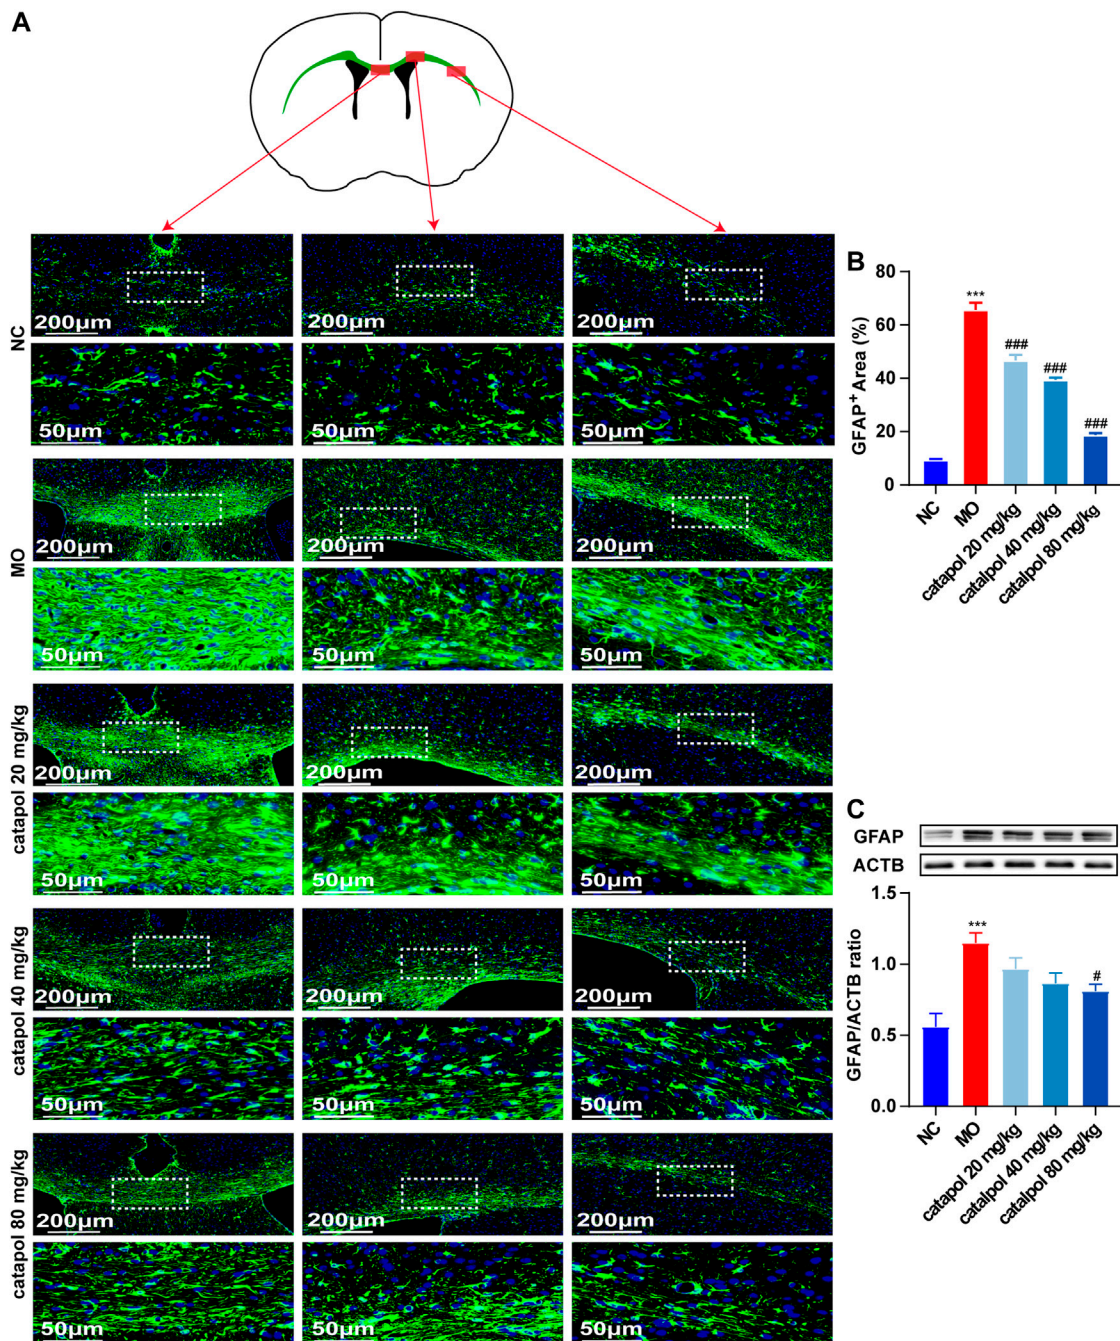 A
NC
200µm 200µm 200µm
50µm 50µm 50µm
MO
200µm 200µm 200µm
50µm 50µm 50µm
catapol 20 mg/kg
200µm 200µm 200µm
50µm 50µm 50µm
catapol 40 mg/kg
200µm 200µm 200µm
50µm 50µm 50µm
catapol 80 mg/kg
200µm 200µm 200µm
50µm 50µm 50µm
B
GFAP⁺ Area (%)
80
60
40
20
0
***
###
###
###
NC
MO
catapol 20 mg/kg
catalpol 40 mg/kg
catalpol 80 mg/kg
C
GFAP
ACTB
GFAP/ACTB ratio
1.5
1.0
0.5
0.0
***
#
NC
MO
catapol 20 mg/kg
catalpol 40 mg/kg
catalpol 80 mg/kg